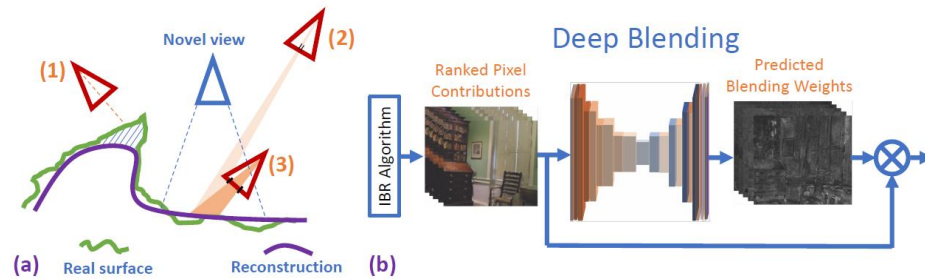 (1)
Novel view
(2)
(3)
(a)
Real surface
Reconstruction
Deep Blending
IBR Algorithm
Ranked Pixel
Contributions
Predicted
Blending Weights
(b)